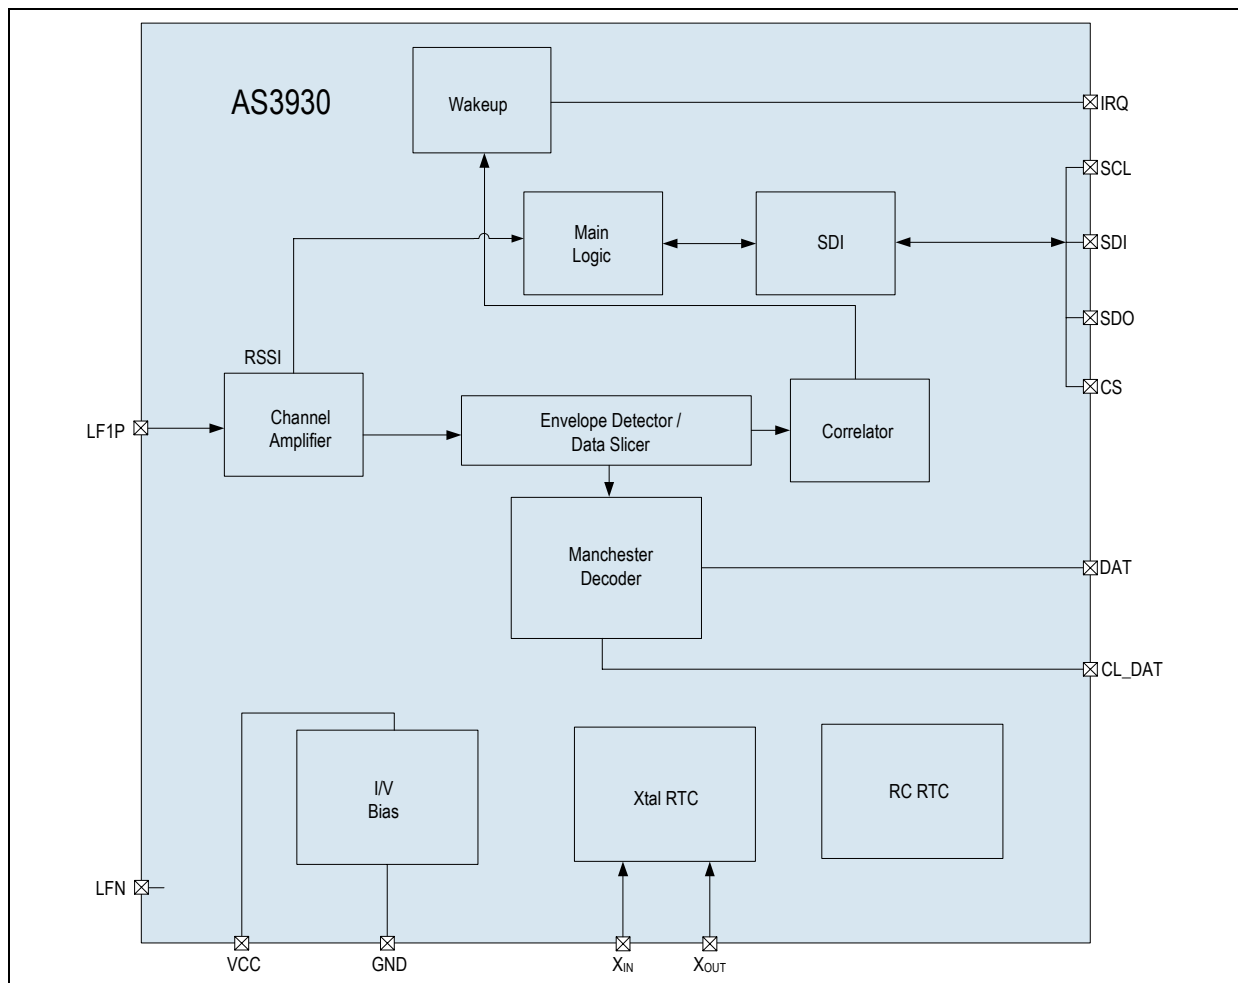 AS3930
Wakeup
IRQ
SCL
Main
Logic
SDI
SDI
SDO
RSSI
CS
Channel
Amplifier
LF1P
Envelope Detector /
Data Slicer
Correlator
Manchester
Decoder
DAT
CL_DAT
I/V
Bias
Xtal RTC
RC RTC
LFN
VCC
GND
XIN
XOUT